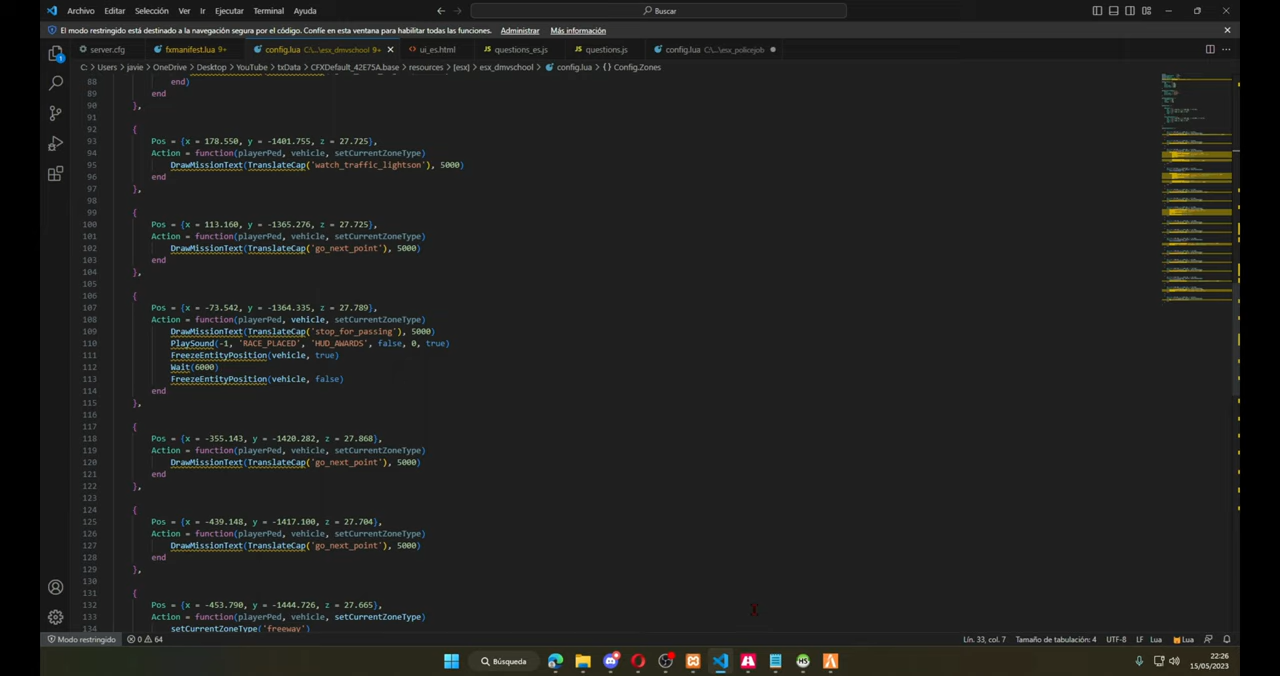 Archivo Editar Selección Ver Ir Ejecutar Terminal Ayuda Buscar
El modo restringido está destinado a la navegación segura por el código. Confíe en esta ventana para habilitar todas las funciones. Administrar Más información
server.cfg fxmanifest.lua 9+ config.lua C:\...\esx_dmvschool 9+ ui_es.html questions_es.js questions.js config.lua C:\...\esx_policejob
C: > Users > javie > OneDrive > Desktop > YouTube > txData > CFXDefault_42E75A.base > resources > [esx] > esx_dmvschool > config.lua > {} Config.Zones
88 end)
89 end
90 },
91
92 {
93 Pos = {x = 178.550, y = -1401.755, z = 27.725},
94 Action = function(playerPed, vehicle, setCurrentZoneType)
95 DrawMissionText(TranslateCap('watch_traffic_lightson'), 5000)
96 end
97 },
98
99 {
100 Pos = {x = 113.160, y = -1365.276, z = 27.725},
101 Action = function(playerPed, vehicle, setCurrentZoneType)
102 DrawMissionText(TranslateCap('go_next_point'), 5000)
103 end
104 },
105
106 {
107 Pos = {x = -73.542, y = -1364.335, z = 27.789},
108 Action = function(playerPed, vehicle, setCurrentZoneType)
109 DrawMissionText(TranslateCap('stop_for_passing'), 5000)
110 PlaySound(-1, 'RACE_PLACED', 'HUD_AWARDS', false, 0, true)
111 FreezeEntityPosition(vehicle, true)
112 Wait(6000)
113 FreezeEntityPosition(vehicle, false)
114 end
115 },
116
117 {
118 Pos = {x = -355.143, y = -1420.282, z = 27.868},
119 Action = function(playerPed, vehicle, setCurrentZoneType)
120 DrawMissionText(TranslateCap('go_next_point'), 5000)
121 end
122 },
123
124 {
125 Pos = {x = -439.148, y = -1417.100, z = 27.704},
126 Action = function(playerPed, vehicle, setCurrentZoneType)
127 DrawMissionText(TranslateCap('go_next_point'), 5000)
128 end
129 },
130
131 {
132 Pos = {x = -453.790, y = -1444.726, z = 27.665},
133 Action = function(playerPed, vehicle, setCurrentZoneType)
134 setCurrentZoneType('freeway')
Modo restringido 0 64 Lín. 33, col. 7 Tamaño de tabulación: 4 UTF-8 LF Lua Lua
Búsqueda 22:26
15/05/2023